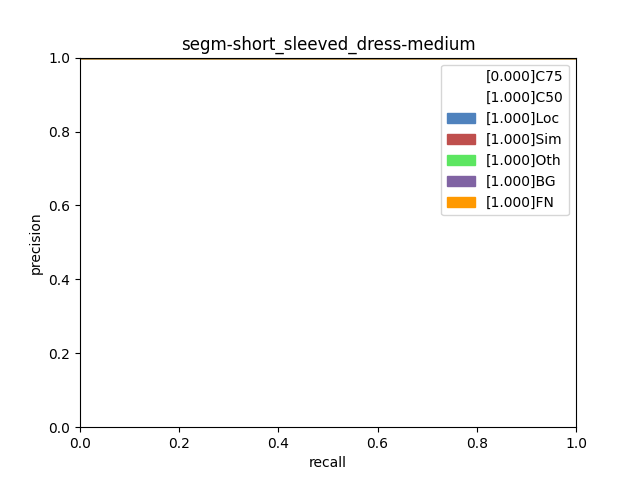 segm-short_sleeved_dress-medium
1.0
0.8
0.6
0.4
0.2
0.0
precision
[0.000]C75
[1.000]C50
[1.000]Loc
[1.000]Sim
[1.000]Oth
[1.000]BG
[1.000]FN
0.0 0.2 0.4 0.6 0.8 1.0
recall